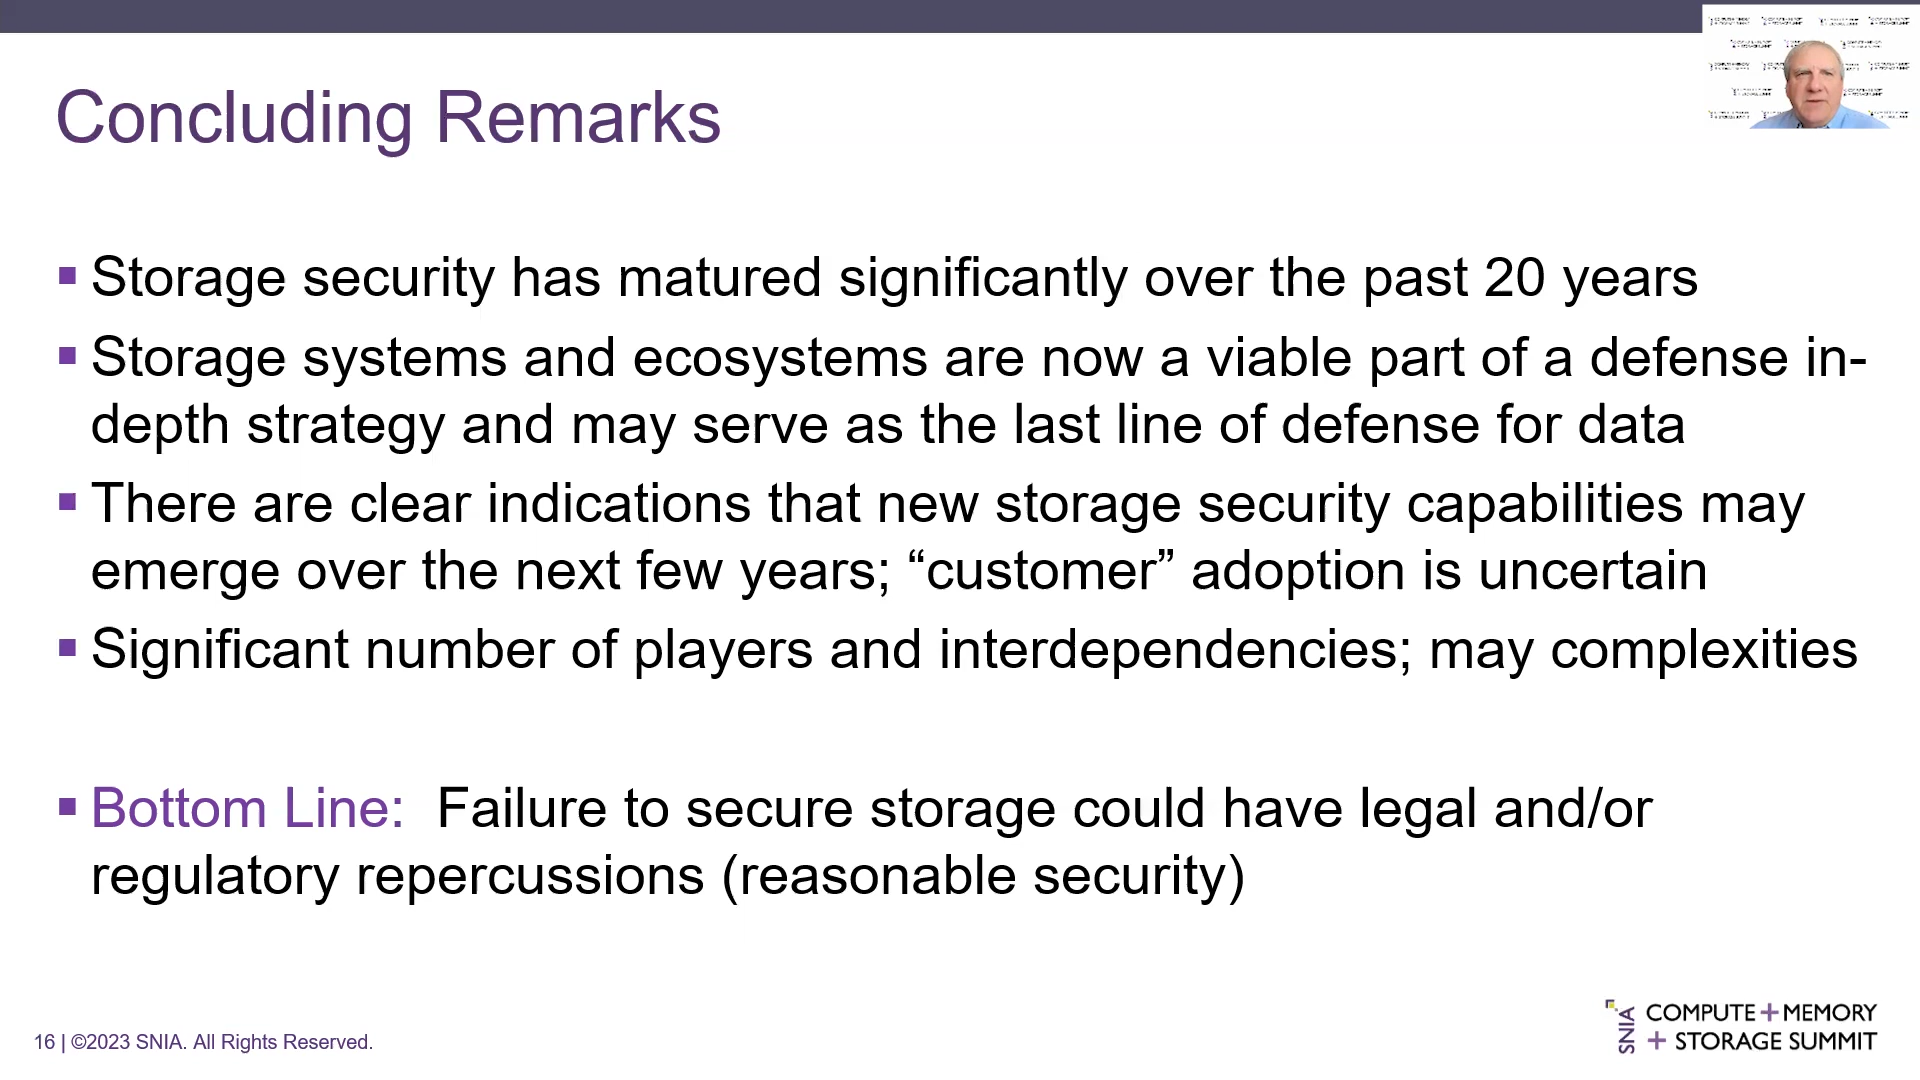 Concluding Remarks
▪ Storage security has matured significantly over the past 20 years
▪ Storage systems and ecosystems are now a viable part of a defense in-
depth strategy and may serve as the last line of defense for data
▪ There are clear indications that new storage security capabilities may
emerge over the next few years; “customer” adoption is uncertain
▪ Significant number of players and interdependencies; may complexities
▪ Bottom Line:  Failure to secure storage could have legal and/or
regulatory repercussions (reasonable security)
16 | ©2023 SNIA. All Rights Reserved.
SNIA
COMPUTE+MEMORY
+ STORAGE SUMMIT